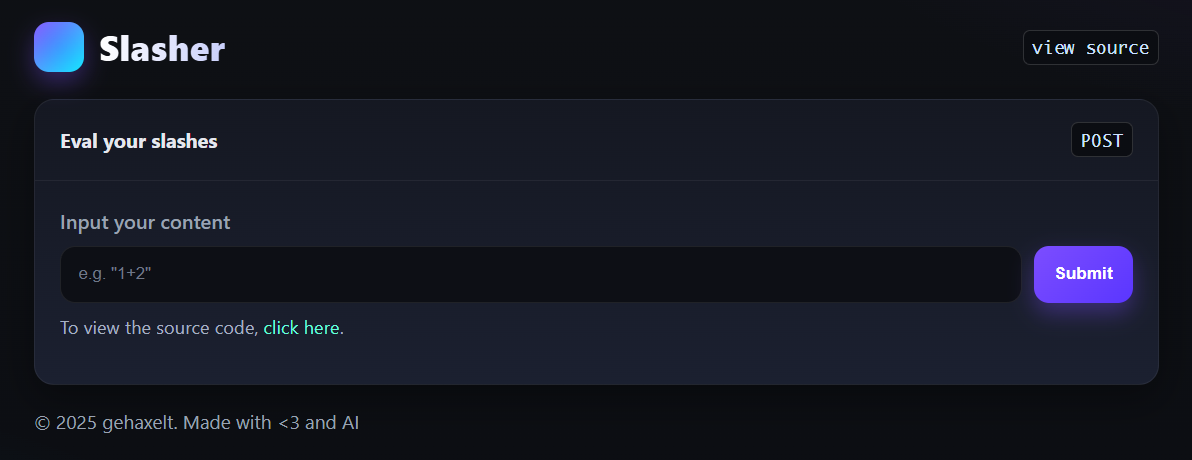 Slasher
view source
Eval your slashes
POST
Input your content
e.g. "1+2"
Submit
To view the source code, click here.
© 2025 gehaxelt. Made with <3 and AI